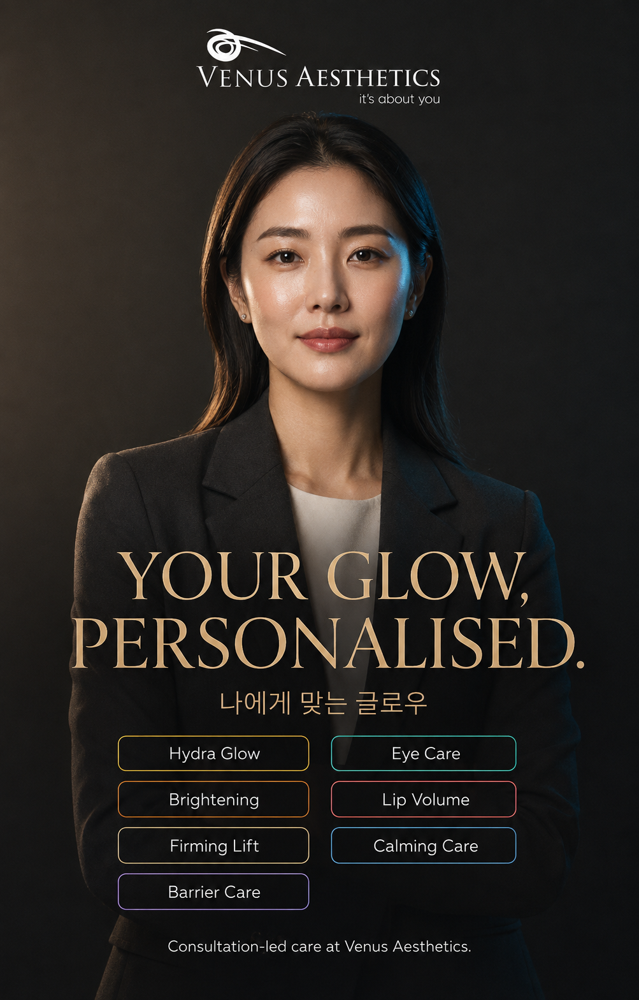 VENUS AESTHETICS
it's about you
YOUR GLOW,
PERSONALISED.
나에게 맞는 글로우
Hydra Glow
Eye Care
Brightening
Lip Volume
Firming Lift
Calming Care
Barrier Care
Consultation-led care at Venus Aesthetics.